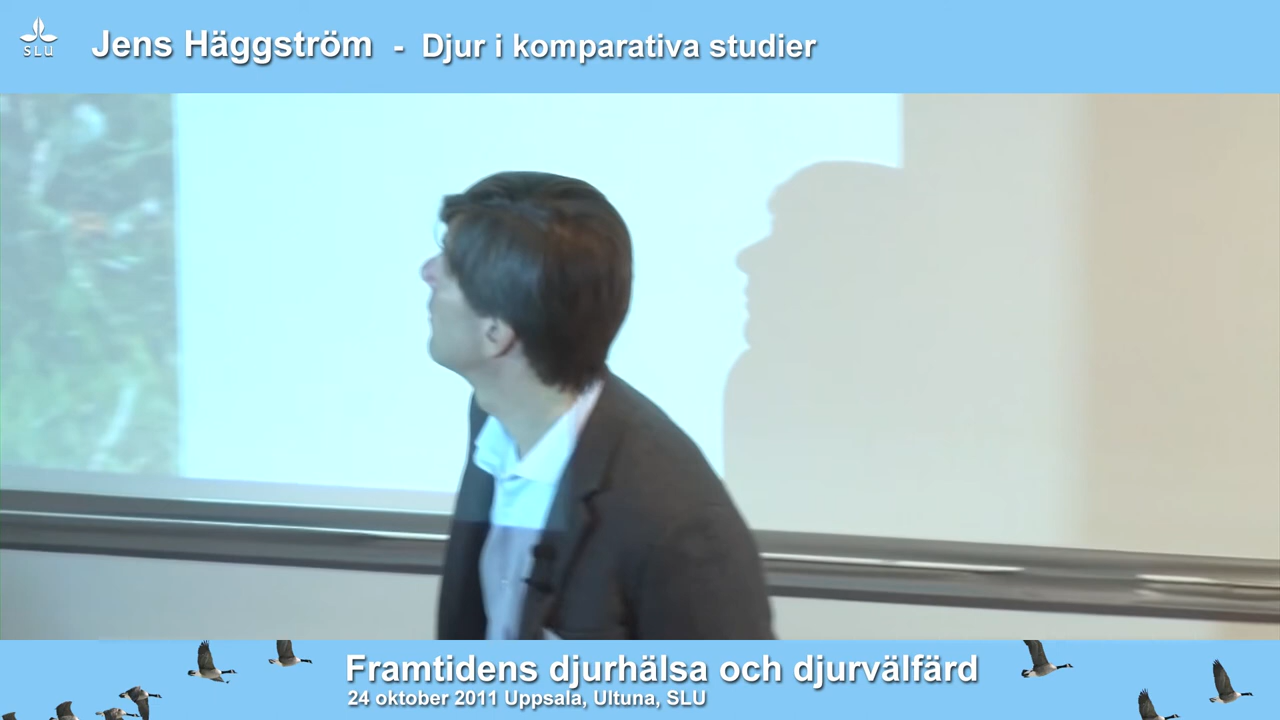 SLU
Jens Häggström - Djur i komparativa studier
Framtidens djurhälsa och djurvälfärd
24 oktober 2011 Uppsala, Ultuna, SLU